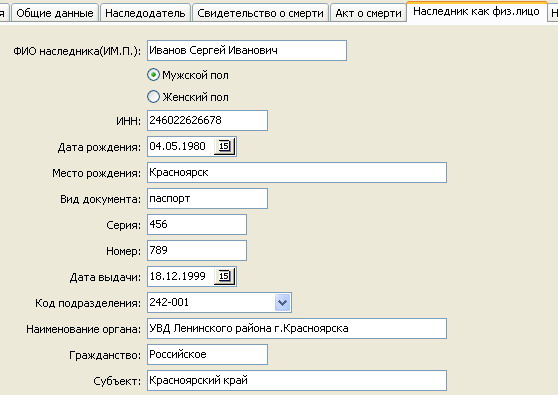 я Общие данные Наследодатель Свидетельство о смерти Акт о смерти Наследник как физ.лицо Н
ФИО наследника(ИМ.П.): Иванов Сергей Иванович
Мужской пол
Женский пол
ИНН: 246022626678
Дата рождения: 04.05.1980 15
Место рождения: Красноярск
Вид документа: паспорт
Серия: 456
Номер: 789
Дата выдачи: 18.12.1999 15
Код подразделения: 242-001
Наименование органа: УВД Ленинского района г.Красноярска
Гражданство: Российское
Субъект: Красноярский край